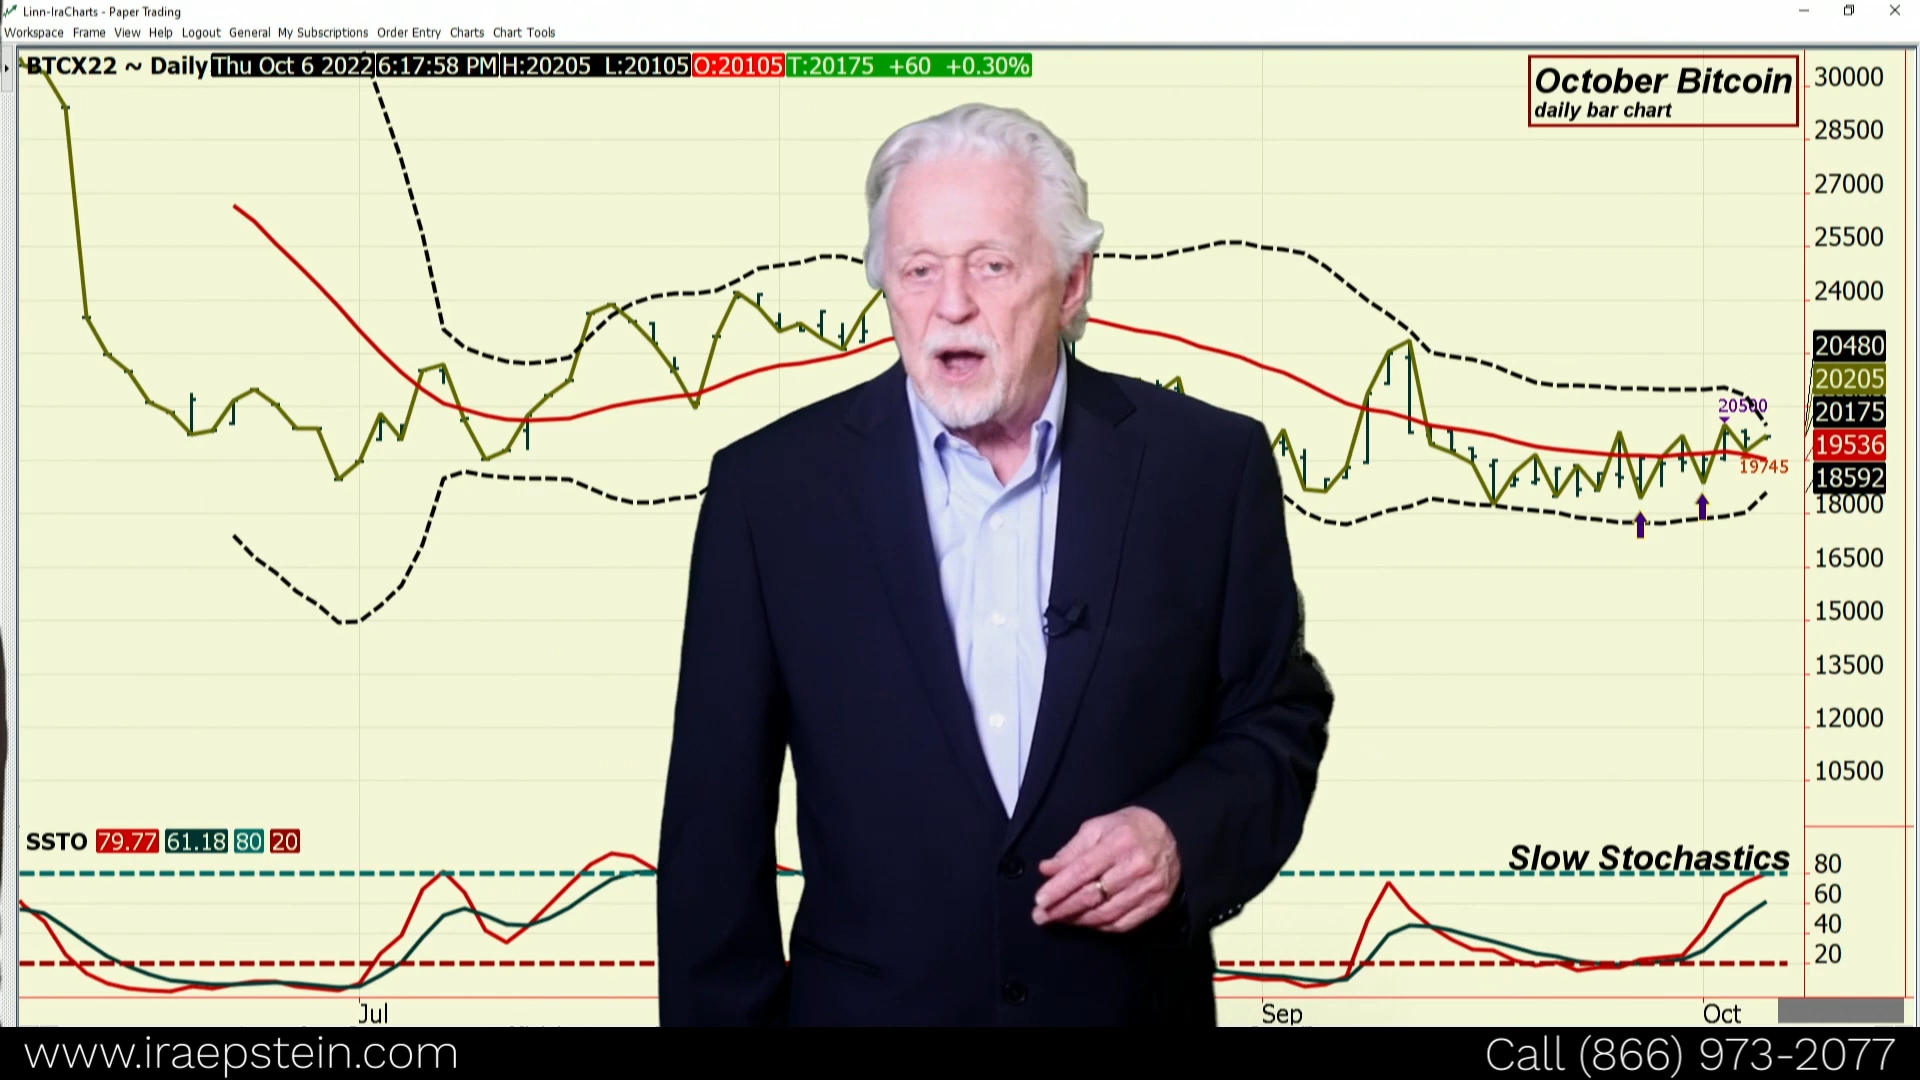 Linn-IraCharts - Paper Trading
Workspace Frame View Help Logout General My Subscriptions Order Entry Charts Chart Tools
BTCX22 ~ Daily Thu Oct 6 2022 6:17:58 PM H:20205 L:20105 O:20105 T:20175 +60 +0.30%
October Bitcoin
daily bar chart
30000
28500
27000
25500
24000
20480
20205
20175
19536
18592
18000
16500
15000
13500
12000
10500
20500
19745
SSTO 79.77 61.18 80 20
Slow Stochastics
80
60
40
20
Jul Sep Oct
www.iraepstein.com Call (866) 973-2077